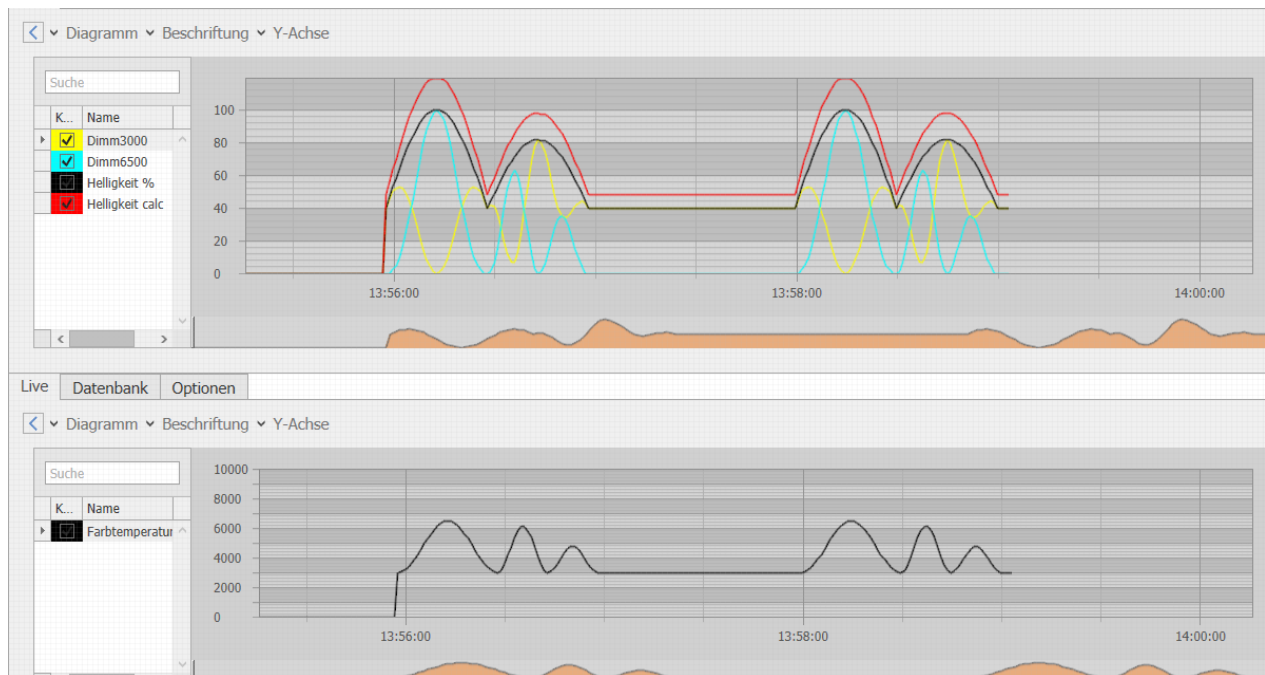 Diagramm Beschriftung Y-Achse
Suche
K... Name
Dimm3000
Dimm6500
Helligkeit %
Helligkeit calc
100
80
60
40
20
0
13:56:00 13:58:00 14:00:00
Live Datenbank Optionen
Diagramm Beschriftung Y-Achse
Suche
K... Name
Farbtemperatur
10000
8000
6000
4000
2000
0
13:56:00 13:58:00 14:00:00